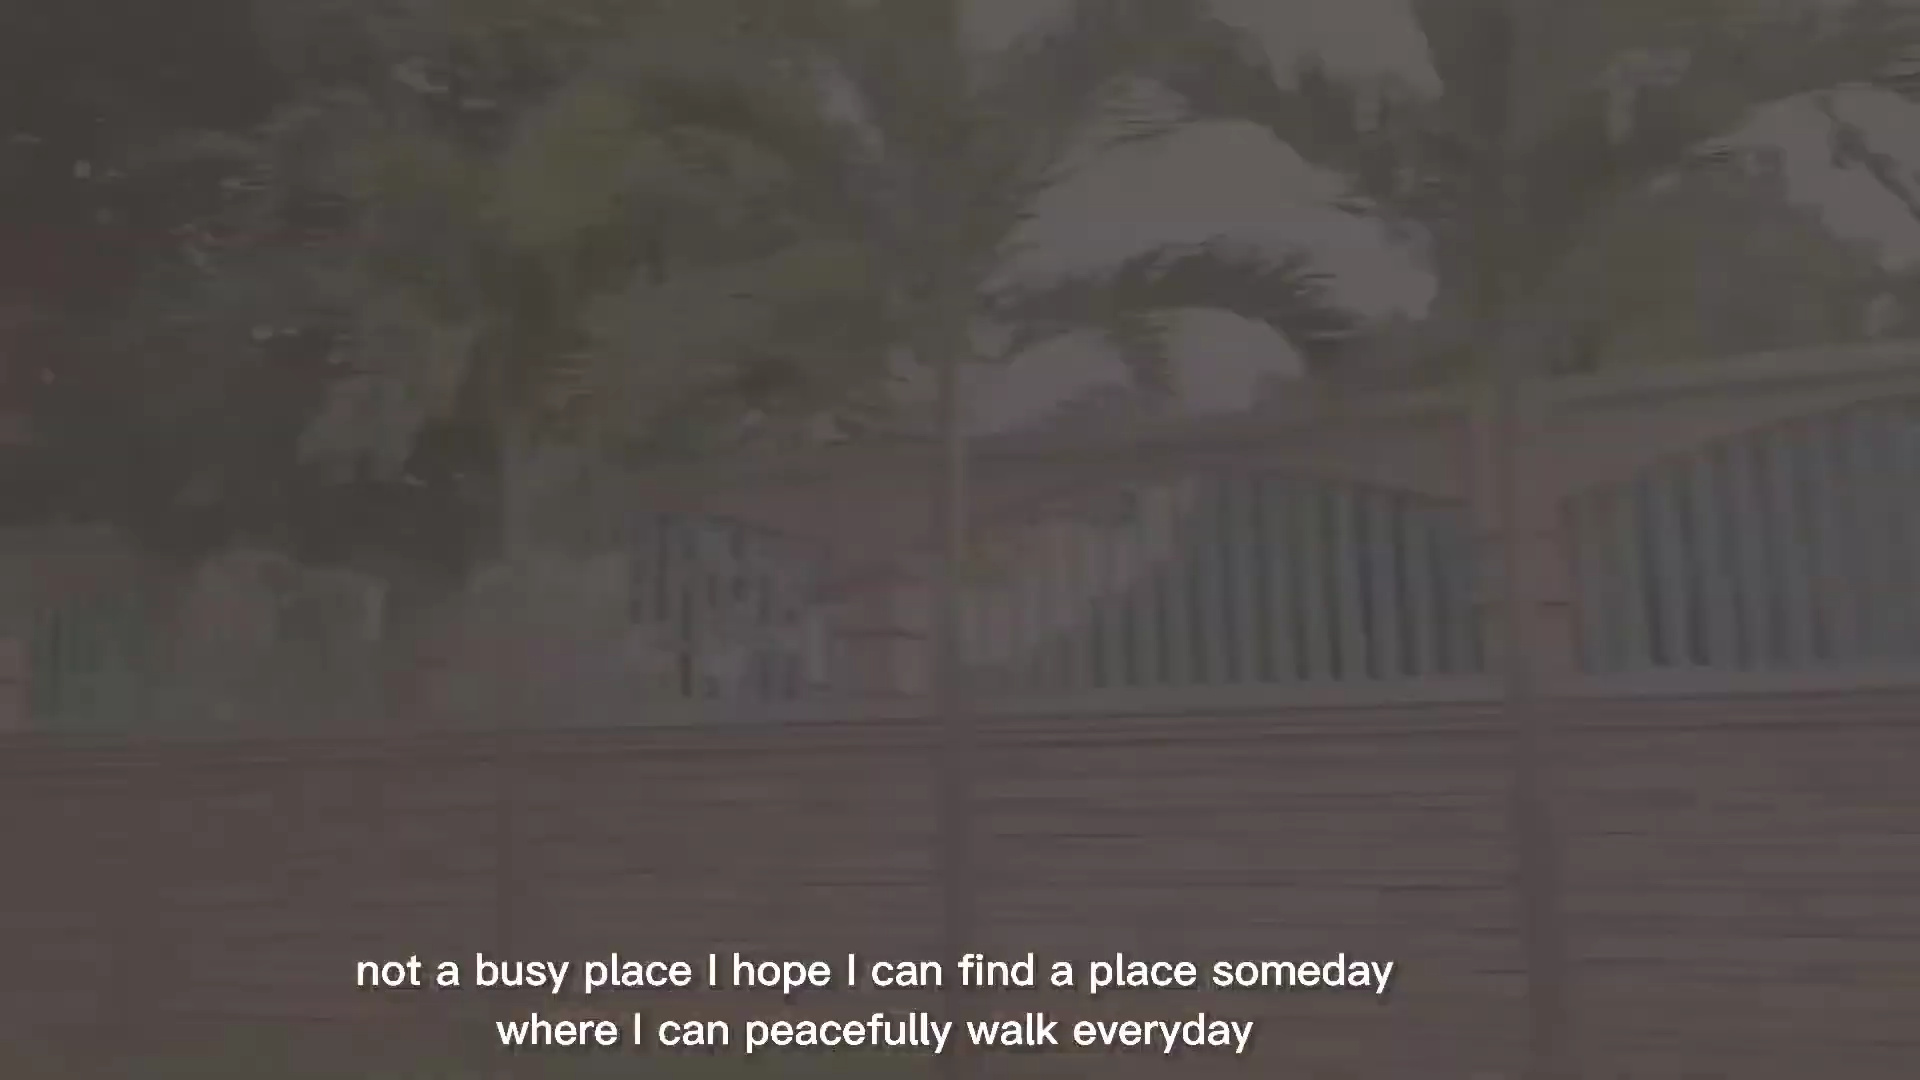 not a busy place I hope I can find a place someday
where I can peacefully walk everyday